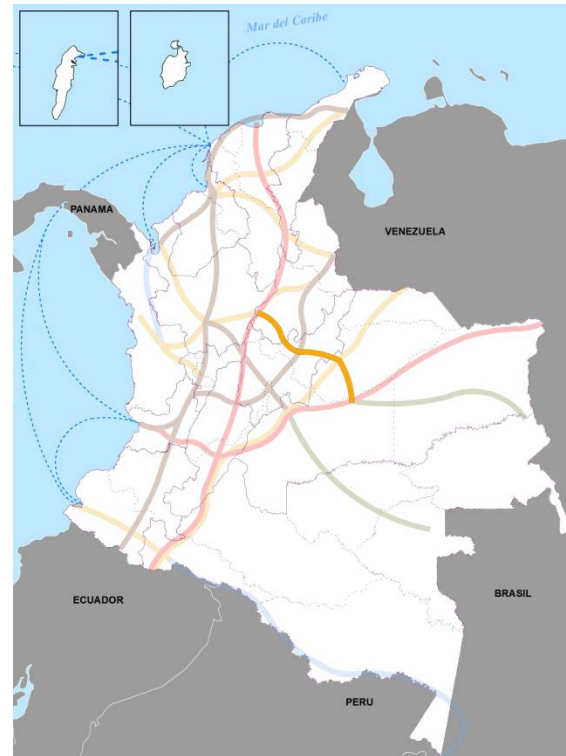 Mar del Caribe
PANAMA
VENEZUELA
ECUADOR
BRASIL
PERU